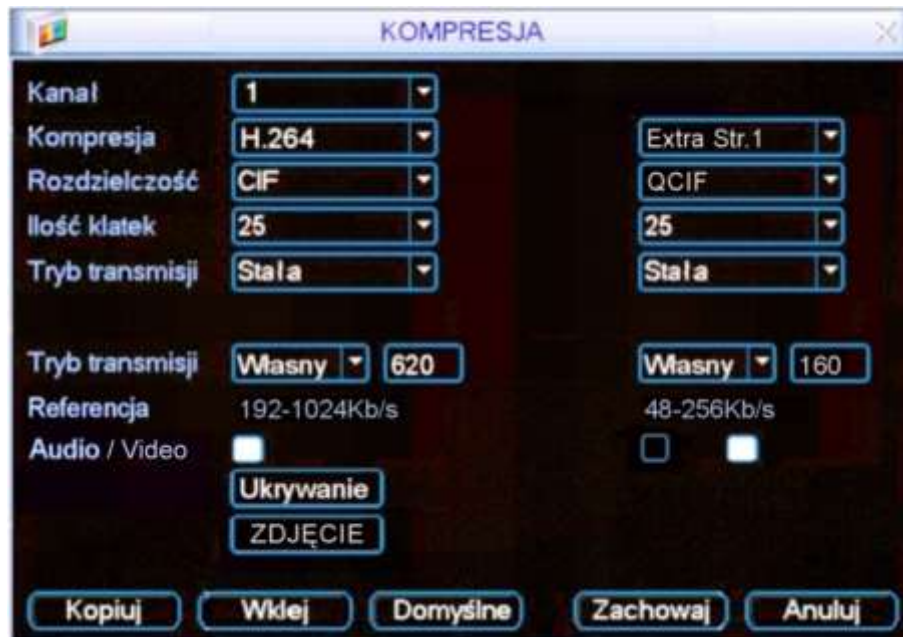 KOMPRESJA
Kanał 1
Kompresja H.264 Extra Str.1
Rozdzielczość CIF QCIF
Ilość klatek 25 25
Tryb transmisji Stała Stała
Tryb transmisji Własny 620 Własny 160
Referencja 192-1024Kb/s 48-256Kb/s
Audio / Video
Ukrywanie
ZDJĘCIE
Kopiuj Wklej Domyślne Zachowaj Anuluj